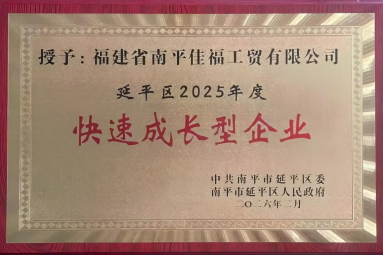 授予：福建省南平佳福工贸有限公司
延平区2025年度
快速成长型企业
中共南平市延平区委
南平市延平区人民政府
二〇二六年二月